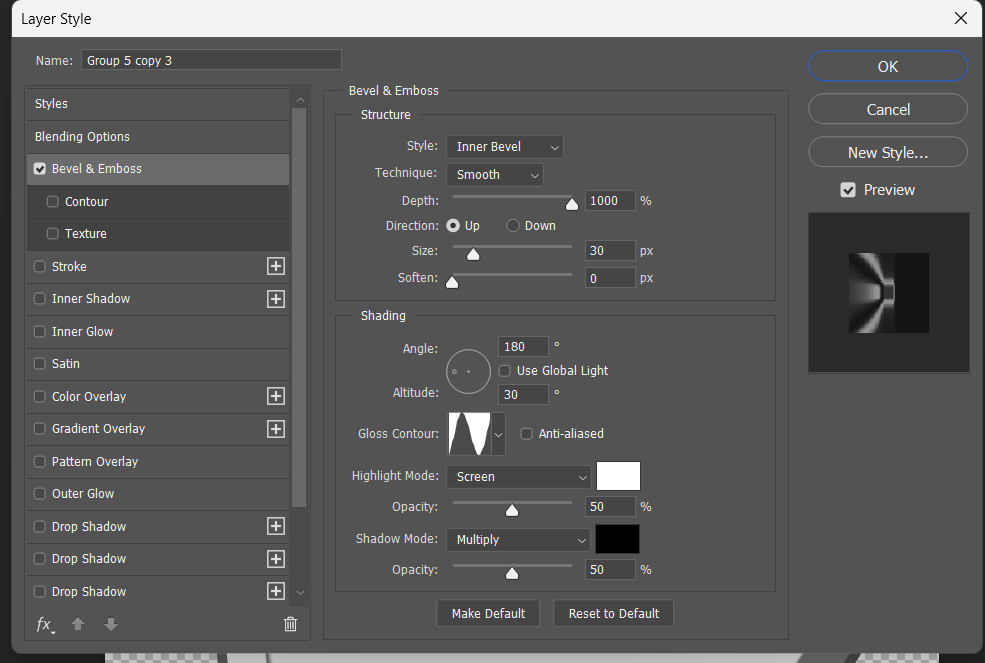 Layer Style
Name: Group 5 copy 3
Styles
Blending Options
Bevel & Emboss
Contour
Texture
Stroke
Inner Shadow
Inner Glow
Satin
Color Overlay
Gradient Overlay
Pattern Overlay
Outer Glow
Drop Shadow
Drop Shadow
Drop Shadow
fx
Bevel & Emboss
Structure
Style: Inner Bevel
Technique: Smooth
Depth: 1000 %
Direction: Up Down
Size: 30 px
Soften: 0 px
Shading
Angle: 180 °
Use Global Light
Altitude: 30 °
Gloss Contour: Anti-aliased
Highlight Mode: Screen
Opacity: 50 %
Shadow Mode: Multiply
Opacity: 50 %
Make Default Reset to Default
OK
Cancel
New Style...
Preview